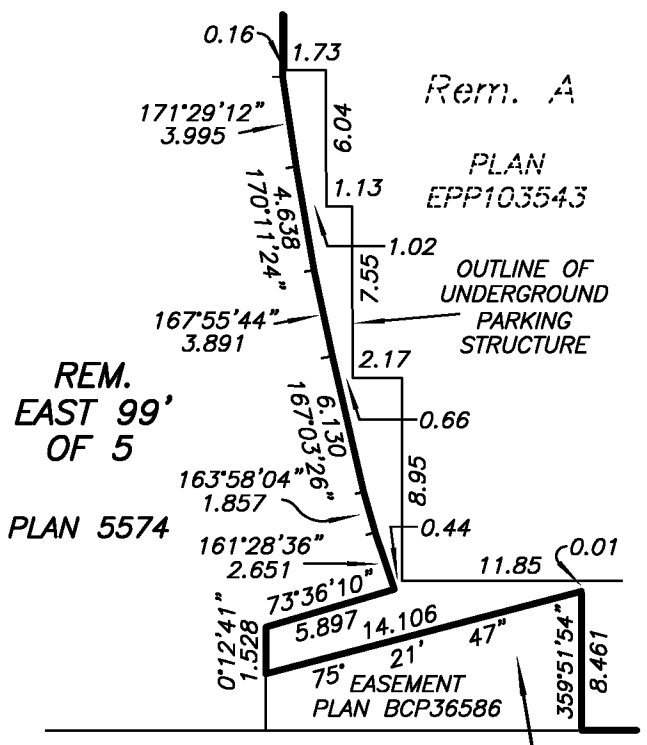 0.16
1.73
Rem. A
171°29'12"
3.995
6.04
PLAN
EPP103543
4.638
170°11'24"
1.13
1.02
7.55
OUTLINE OF
UNDERGROUND
PARKING
STRUCTURE
167°55'44"
3.891
2.17
REM.
EAST 99'
OF 5
6.130
167°03'26"
0.66
8.95
163°58'04"
1.857
PLAN 5574
0.44
161°28'36"
2.651
0.01
11.85
73°36'10"
5.897
0°12'41"
1.528
14.106
75° 21' 47"
359°51'54"
8.461
EASEMENT
PLAN BCP36586